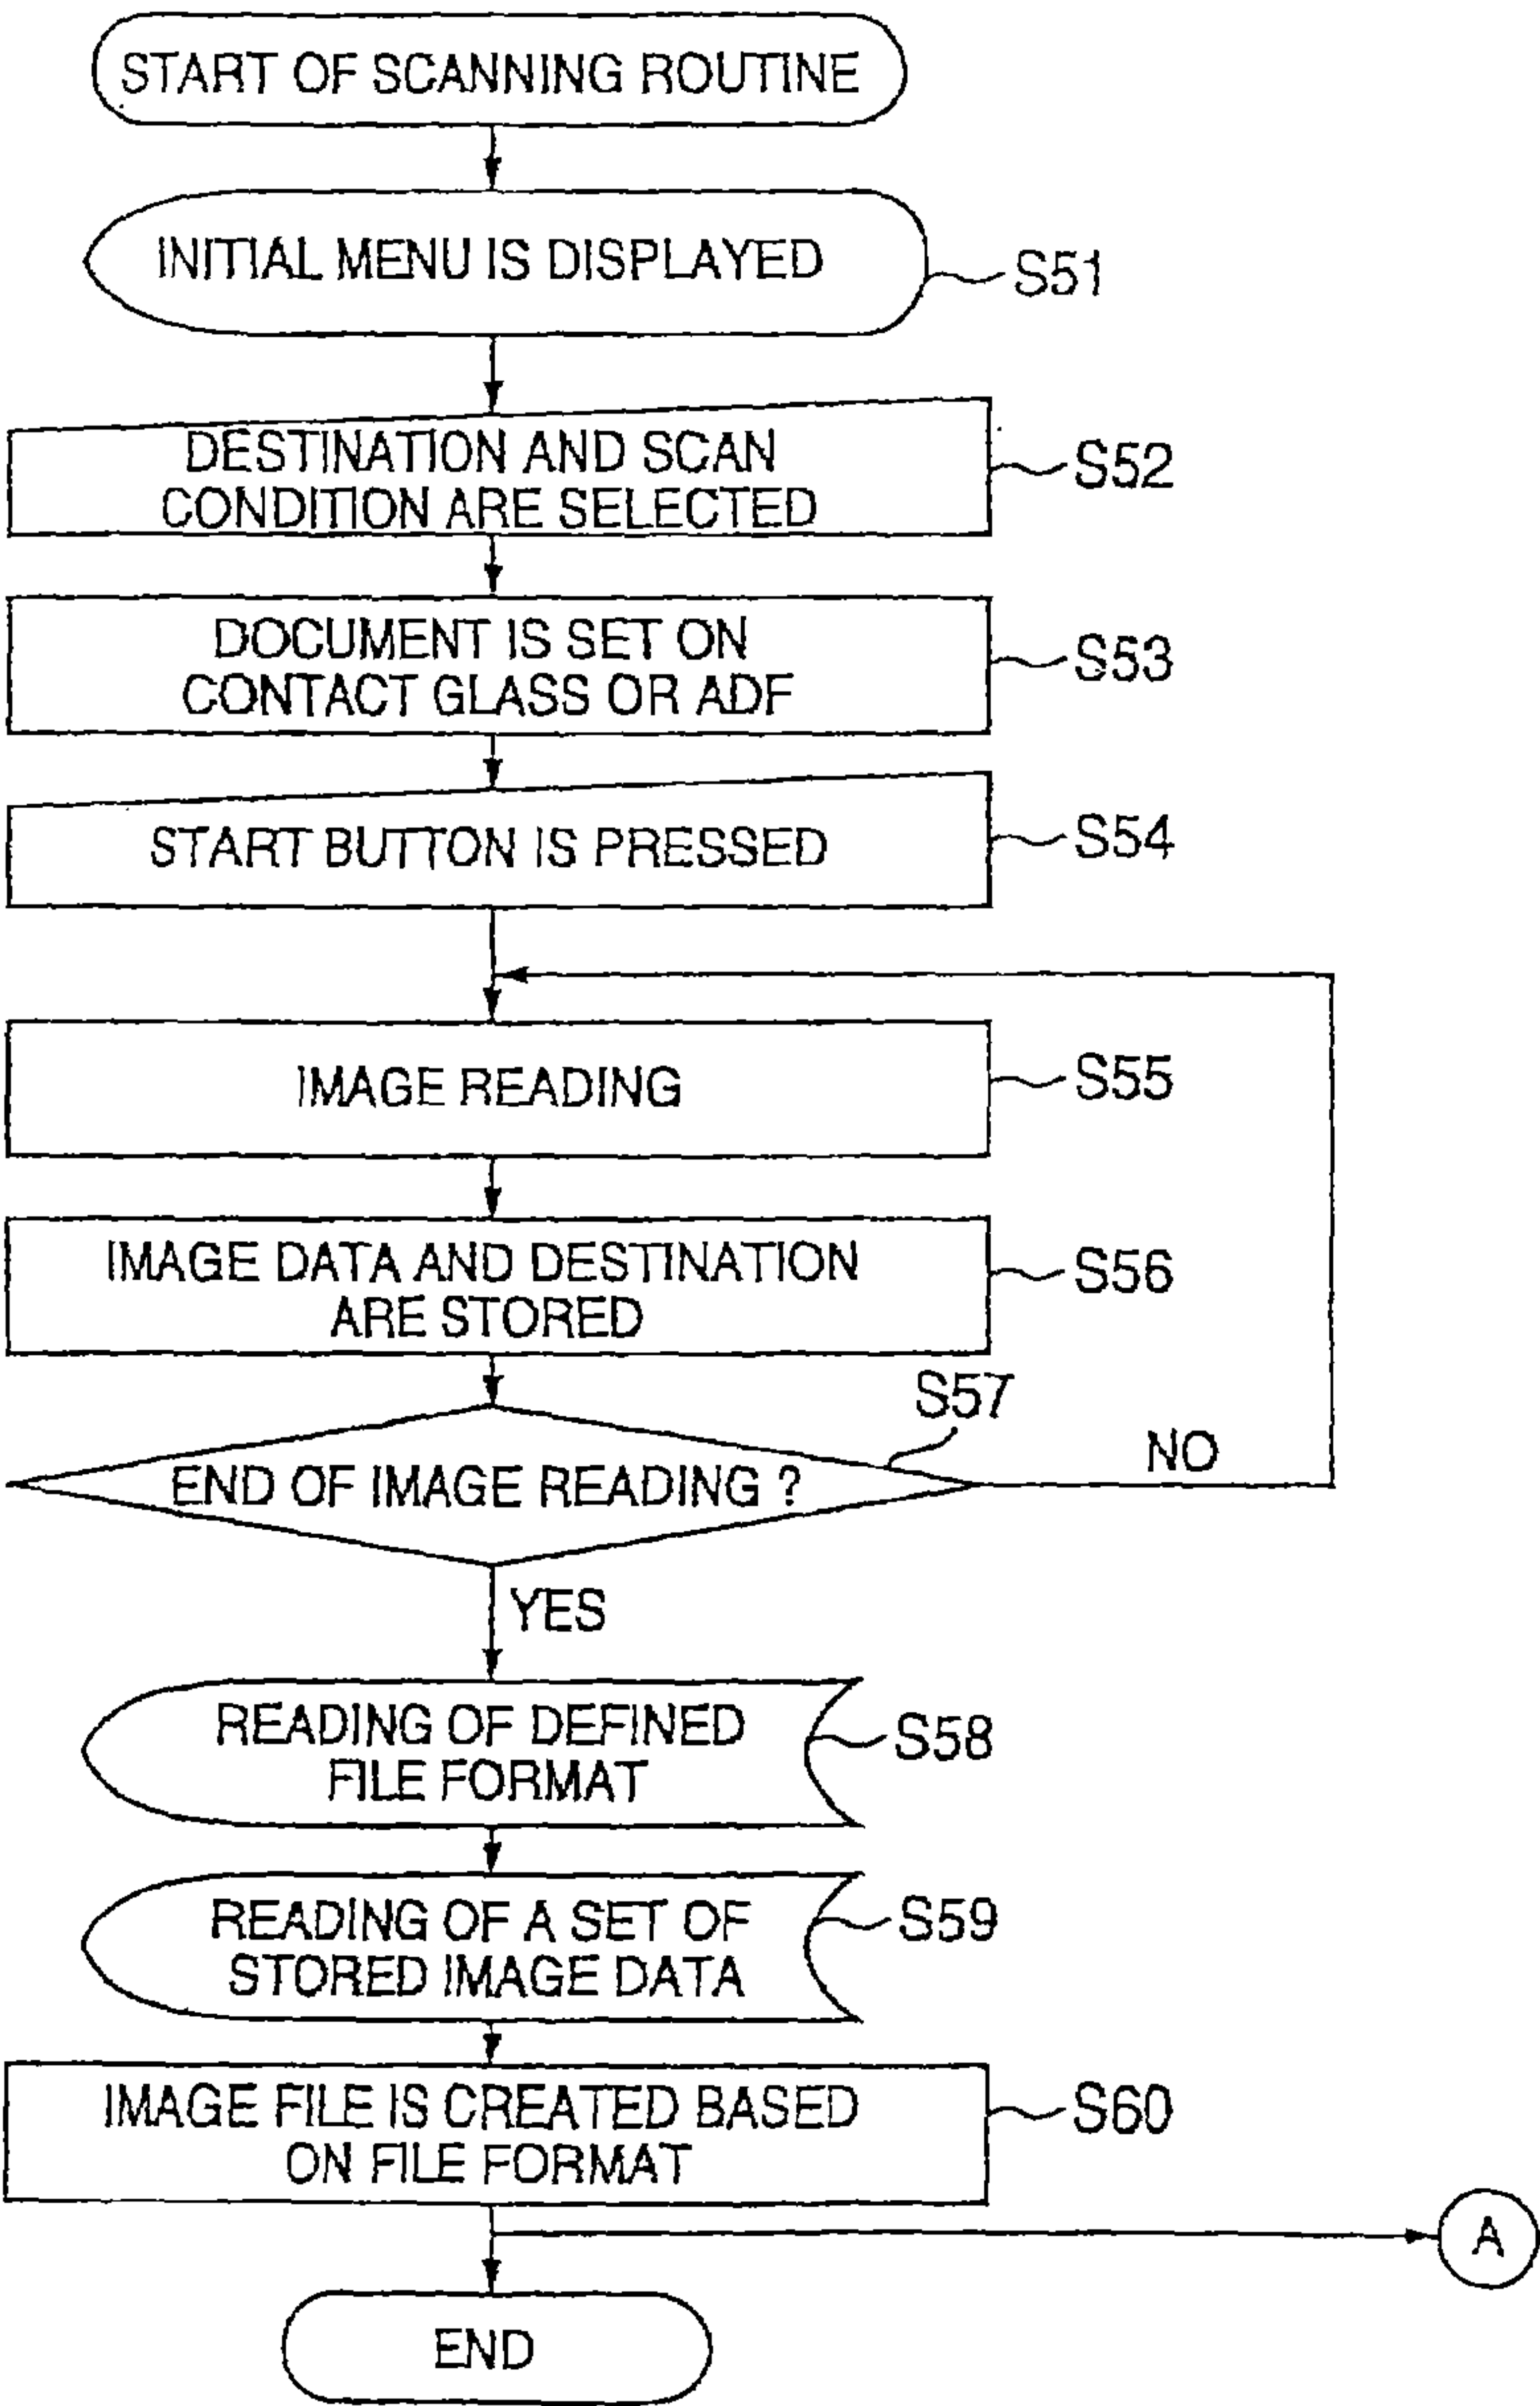 START OF SCANNING ROUTINE
INITIAL MENU IS DISPLAYED
S51
DESTINATION AND SCAN
CONDITION ARE SELECTED
S52
DOCUMENT IS SET ON
CONTACT GLASS OR ADF
S53
START BUTTON IS PRESSED
S54
IMAGE READING
S55
IMAGE DATA AND DESTINATION
ARE STORED
S56
S57
END OF IMAGE READING ?
NO
YES
READING OF DEFINED
FILE FORMAT
S58
READING OF A SET OF
STORED IMAGE DATA
S59
IMAGE FILE IS CREATED BASED
ON FILE FORMAT
S60
A
END